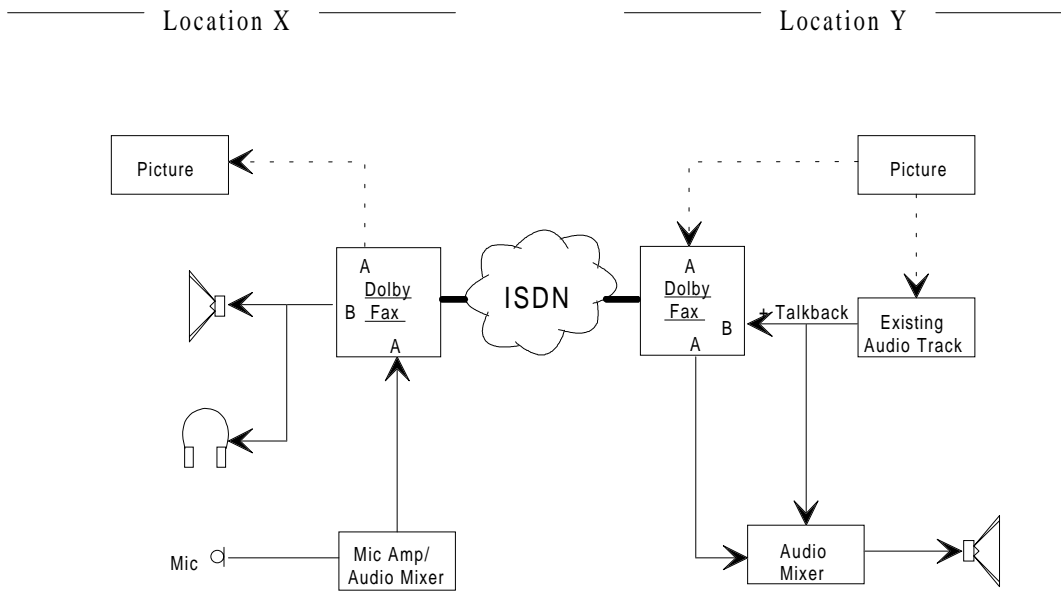 Location X
Location Y
Picture
Picture
A
Dolby
B
Fax
A
ISDN
A
Dolby
Fax
B
A
+ Talkback
Existing
Audio Track
Mic
Mic Amp/
Audio Mixer
Audio
Mixer